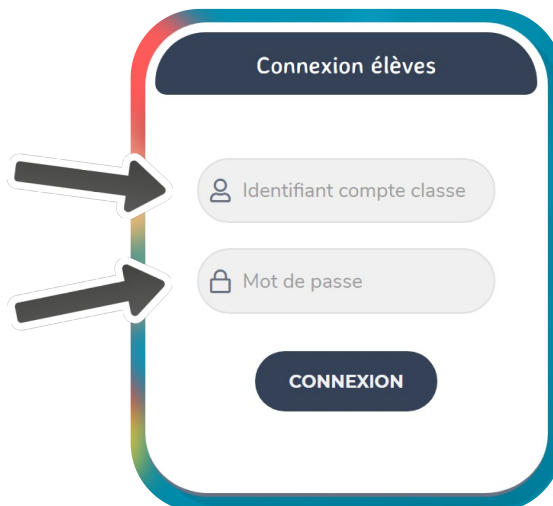 Connexion élèves
Identifiant compte classe
Mot de passe
CONNEXION